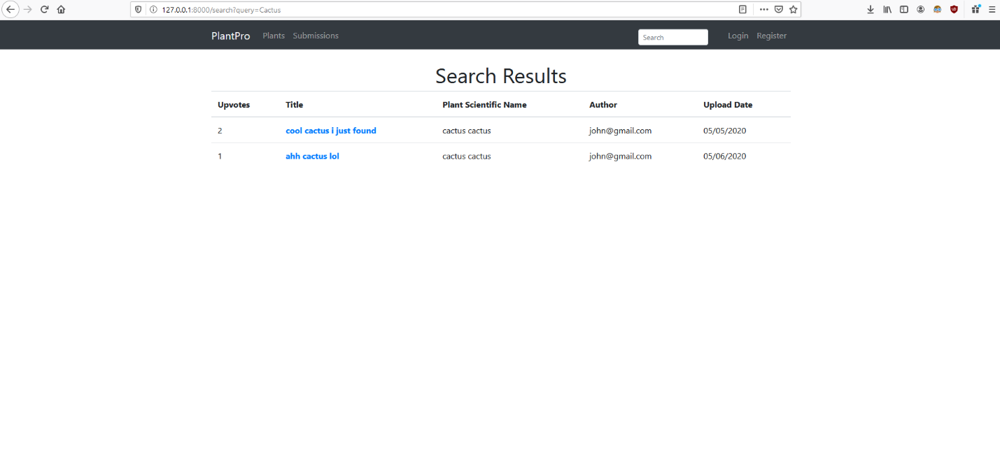 127.0.0.1:8000/search?query=Cactus
PlantPro Plants Submissions Search Login Register
Search Results
Upvotes Title Plant Scientific Name Author Upload Date
2 cool cactus i just found cactus cactus john@gmail.com 05/05/2020
1 ahh cactus lol cactus cactus john@gmail.com 05/06/2020